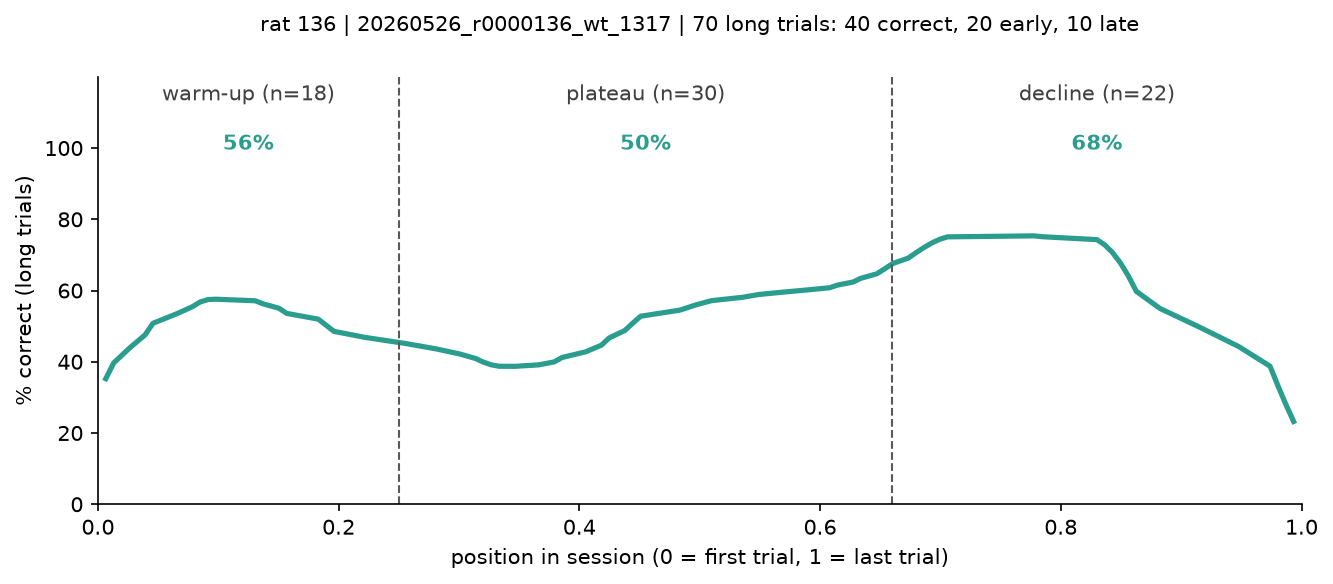 rat 136 | 20260526_r0000136_wt_1317 | 70 long trials: 40 correct, 20 early, 10 late
warm-up (n=18)
plateau (n=30)
decline (n=22)
56%
50%
68%
% correct (long trials)
100
80
60
40
20
0
0.0
0.2
0.4
0.6
0.8
1.0
position in session (0 = first trial, 1 = last trial)